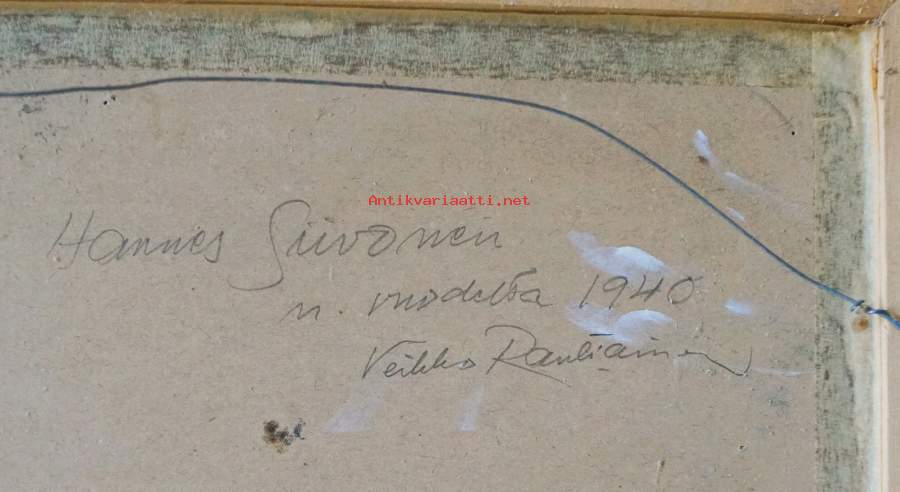 Antikvariaatti.net
Hannes Siivonen
n. vuodelta 1940
Veikko Rautiainen